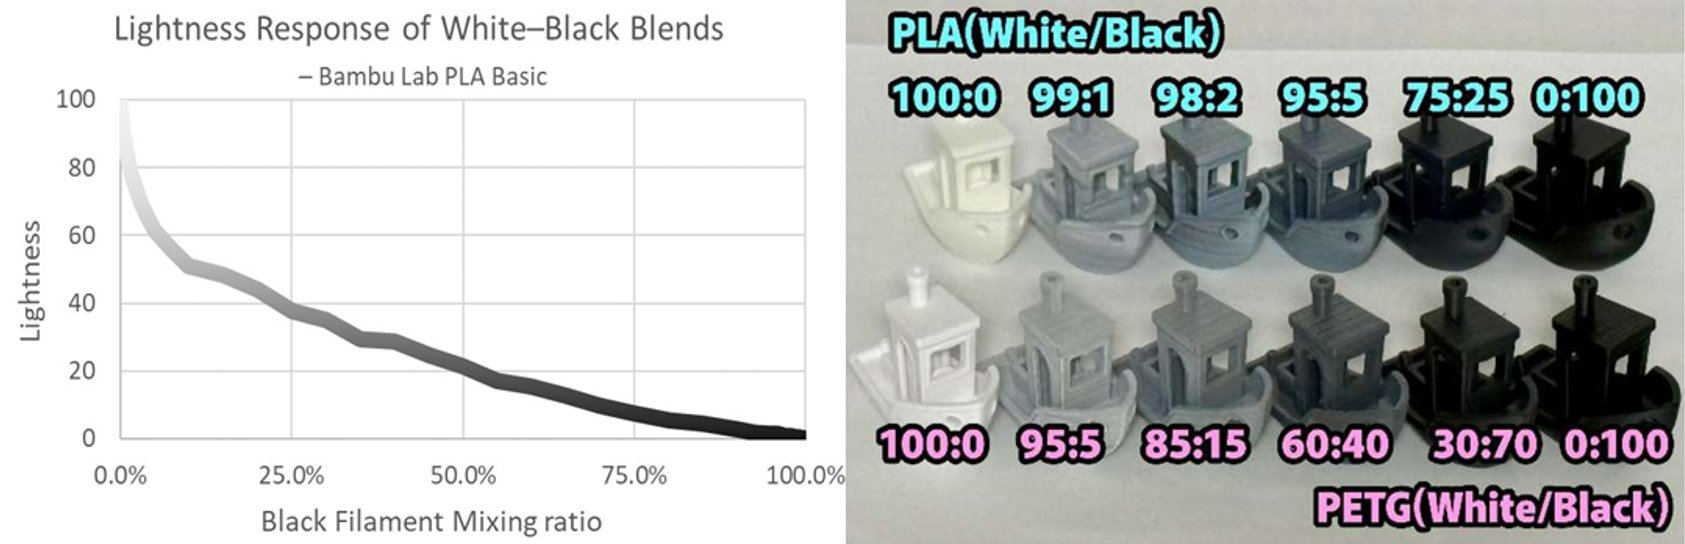 Lightness Response of White–Black Blends
– Bambu Lab PLA Basic
100
80
60
40
20
0
Lightness
0.0% 25.0% 50.0% 75.0% 100.0%
Black Filament Mixing ratio
PLA(White/Black)
100:0 99:1 98:2 95:5 75:25 0:100
100:0 95:5 85:15 60:40 30:70 0:100
PETG(White/Black)